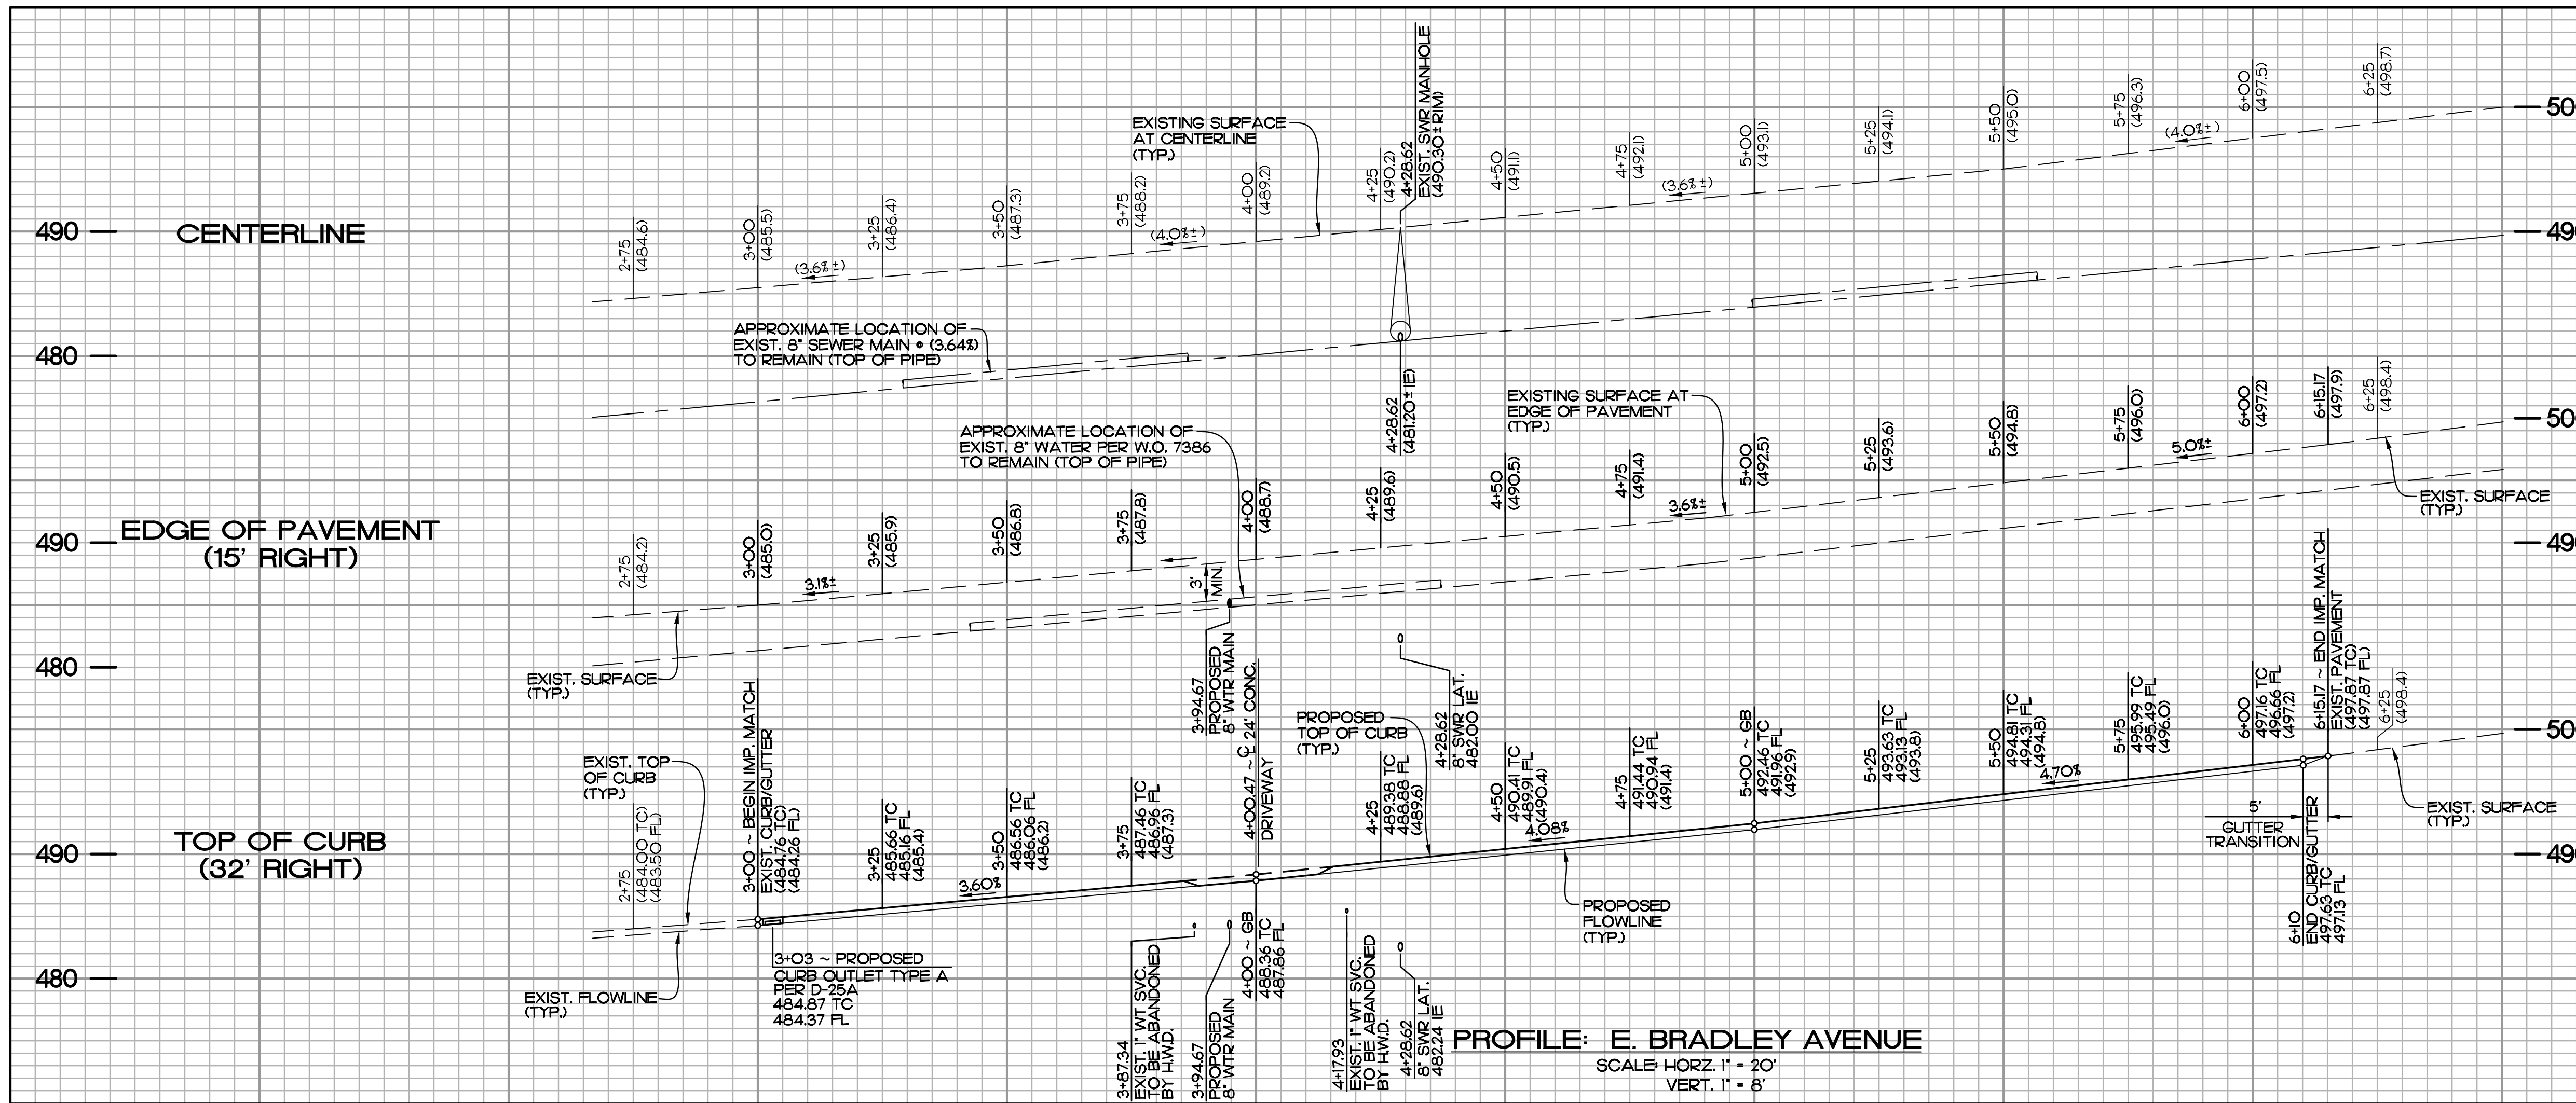 EXIST. SWR MANHOLE
(490.30±RIM)
4+28.62
2+75
(484.6)
3+00
(485.5)
3+25
(486.4)
3+50
(487.3)
3+75
(488.2)
4+00
(489.2)
4+25
(490.2)
4+50
(491.1)
4+75
(492.1)
5+00
(493.1)
5+25
(494.1)
5+50
(495.0)
5+75
(496.3)
6+00
(497.5)
6+25
(498.7)
EXISTING SURFACE
AT CENTERLINE
(TYP.)
(3.6%±)
(4.0%±)
(3.6%±)
(4.0%±)
50
490
CENTERLINE
49
480
APPROXIMATE LOCATION OF
EXIST. 8" SEWER MAIN @ (3.64%)
TO REMAIN (TOP OF PIPE)
4+28.62
(481.20±IE)
EXISTING SURFACE AT
EDGE OF PAVEMENT
(TYP.)
APPROXIMATE LOCATION OF
EXIST. 8" WATER PER W.O. 7386
TO REMAIN (TOP OF PIPE)
2+75
(484.2)
3+00
(485.0)
3+25
(485.9)
3+50
(486.8)
3+75
(487.8)
4+00
(488.7)
4+25
(489.6)
4+50
(490.5)
4+75
(491.4)
5+00
(492.5)
5+25
(493.6)
5+50
(494.8)
5+75
(496.0)
6+00
(497.2)
6+15.17
(497.9)
6+25
(498.4)
50
3.1%±
3.6%±
5.0%±
EXIST. SURFACE
(TYP.)
490
EDGE OF PAVEMENT
(15' RIGHT)
49
3'
MIN.
480
EXIST. SURFACE
(TYP.)
3+94.67
PROPOSED
8" WTR MAIN
4+28.62
8" SWR LAT.
482.00 IE
PROPOSED
TOP OF CURB
(TYP.)
EXIST. TOP
OF CURB
(TYP.)
2+75
(484.00 TC)
(483.50 FL)
3+00 ~ BEGIN IMP. MATCH
EXIST. CURB/GUTTER
(484.76 TC)
(484.26 FL)
3+25
485.66 TC
485.16 FL
(485.4)
3+50
486.56 TC
486.06 FL
(486.2)
3+75
487.46 TC
486.96 FL
(487.3)
4+00.47 ~ ℄ 24' CONC.
DRIVEWAY
4+25
489.38 TC
488.88 FL
(489.6)
4+50
490.41 TC
489.91 FL
(490.4)
4+75
491.44 TC
490.94 FL
(491.4)
5+00 ~ GB
492.46 TC
491.96 FL
(492.9)
5+25
493.63 TC
493.13 FL
(493.8)
5+50
494.81 TC
494.31 FL
(494.8)
5+75
495.99 TC
495.49 FL
(496.0)
6+00
497.16 TC
496.66 FL
(497.2)
6+15.17 ~ END IMP. MATCH
EXIST. PAVEMENT
(497.87 TC)
(497.87 FL)
6+25
(498.4)
50
3.60%
4.08%
4.70%
5'
GUTTER
TRANSITION
EXIST. SURFACE
(TYP.)
TOP OF CURB
(32' RIGHT)
490
49
6+10
END CURB/GUTTER
497.63 TC
497.13 FL
PROPOSED
FLOWLINE
(TYP.)
480
EXIST. FLOWLINE
(TYP.)
3+03 ~ PROPOSED
CURB OUTLET TYPE A
PER D-25A
484.87 TC
484.37 FL
3+87.34
EXIST. 1" WT SVC.
TO BE ABANDONED
BY H.W.D.
3+94.67
PROPOSED
8" WTR MAIN
4+00 ~ GB
488.36 TC
487.86 FL
4+17.93
EXIST. 1" WT SVC.
TO BE ABANDONED
BY H.W.D.
4+28.62
8" SWR LAT.
482.24 IE
PROFILE: E. BRADLEY AVENUE
SCALE: HORZ. 1" = 20'
VERT. 1" = 8'